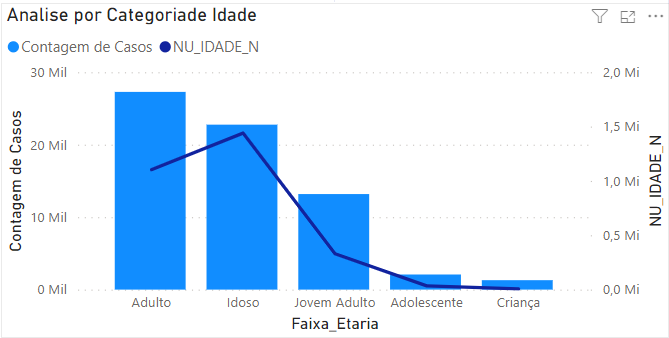 Analise por Categoriade Idade
Contagem de Casos NU_IDADE_N
30 Mil
20 Mil
10 Mil
0 Mil
Contagem de Casos
2,0 Mi
1,5 Mi
1,0 Mi
0,5 Mi
0,0 Mi
NU_IDADE_N
Adulto Idoso Jovem Adulto Adolescente Criança
Faixa_Etaria